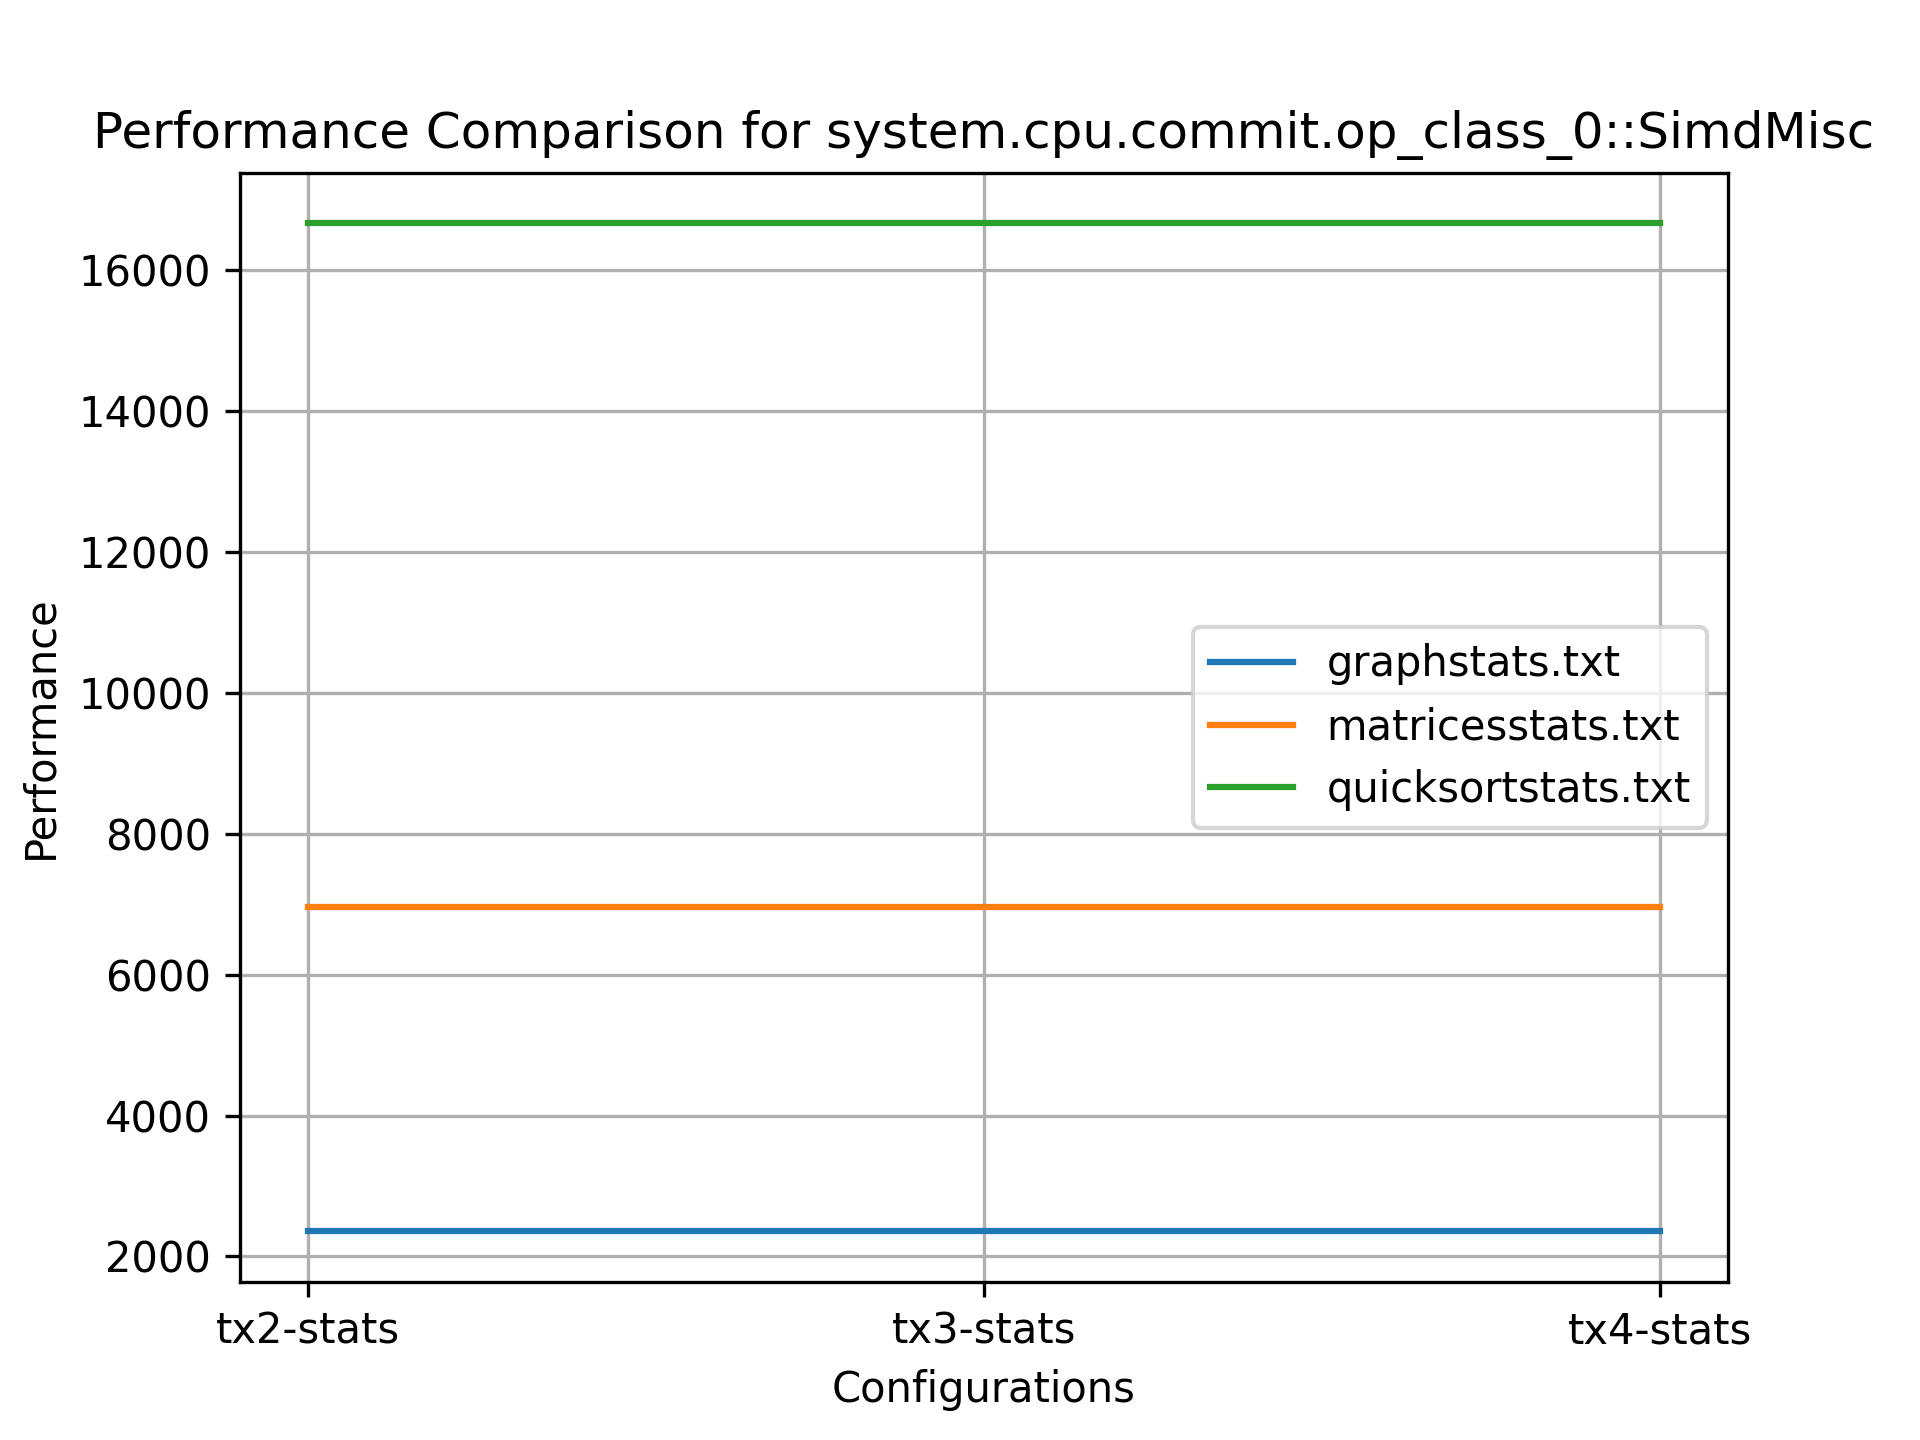 Performance Comparison for system.cpu.commit.op_class_0::SimdMisc
16000
14000
12000
10000
8000
6000
4000
2000
Performance
graphstats.txt
matricesstats.txt
quicksortstats.txt
tx2-stats
tx3-stats
tx4-stats
Configurations